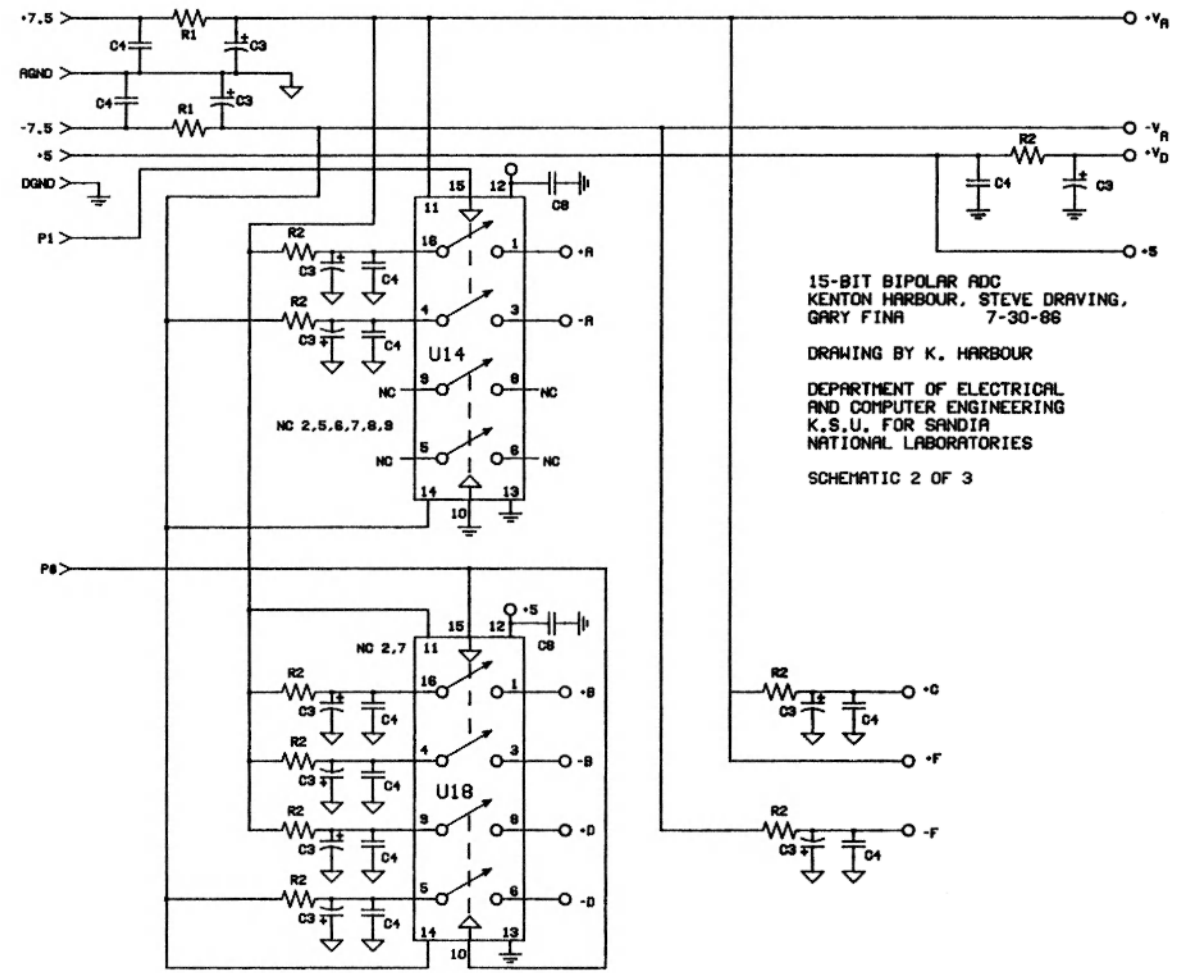 +7.5
R1
+VA
C4
+
C3
AGND
C4
+
C3
R1
-7.5
-VA
+5
R2
+VD
DGND
C4
+
C3
15
12
C8
11
P1
R2
16
1
+A
+5
C3
+
C4
15-BIT BIPOLAR ADC
KENTON HARBOUR, STEVE DRAVING,
GARY FINA 7-30-86
R2
4
3
-A
C3
+
C4
U14
DRAWING BY K. HARBOUR
NC
9
8
NC
DEPARTMENT OF ELECTRICAL
AND COMPUTER ENGINEERING
K.S.U. FOR SANDIA
NATIONAL LABORATORIES
NC 2,5,6,7,8,9
NC
5
6
NC
SCHEMATIC 2 OF 3
14
13
10
+5
15
12
C8
NC 2,7
11
R2
16
1
+B
R2
+C
C3
+
C4
C3
+
C4
R2
4
3
-B
+F
C3
+
C4
U18
R2
9
8
+D
R2
-F
C3
+
C4
C3
+
C4
R2
5
6
-D
C3
+
C4
14
13
10